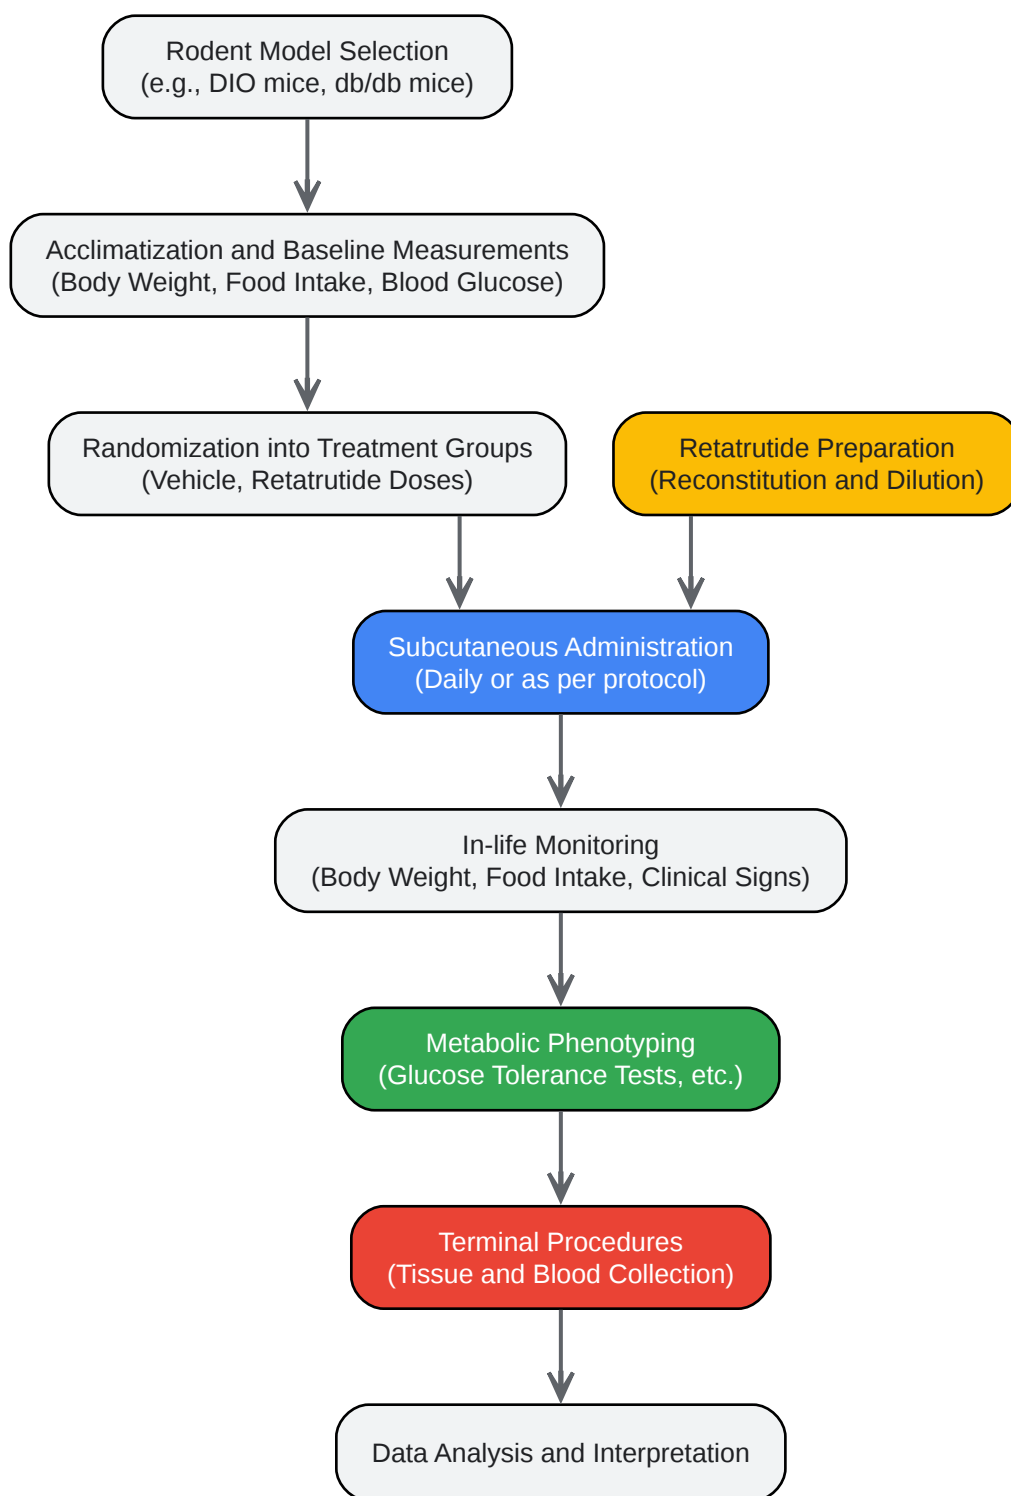 Rodent Model Selection
(e.g., DIO mice, db/db mice)
Acclimatization and Baseline Measurements
(Body Weight, Food Intake, Blood Glucose)
Randomization into Treatment Groups
(Vehicle, Retatrutide Doses)
Retatrutide Preparation
(Reconstitution and Dilution)
Subcutaneous Administration
(Daily or as per protocol)
In-life Monitoring
(Body Weight, Food Intake, Clinical Signs)
Metabolic Phenotyping
(Glucose Tolerance Tests, etc.)
Terminal Procedures
(Tissue and Blood Collection)
Data Analysis and Interpretation